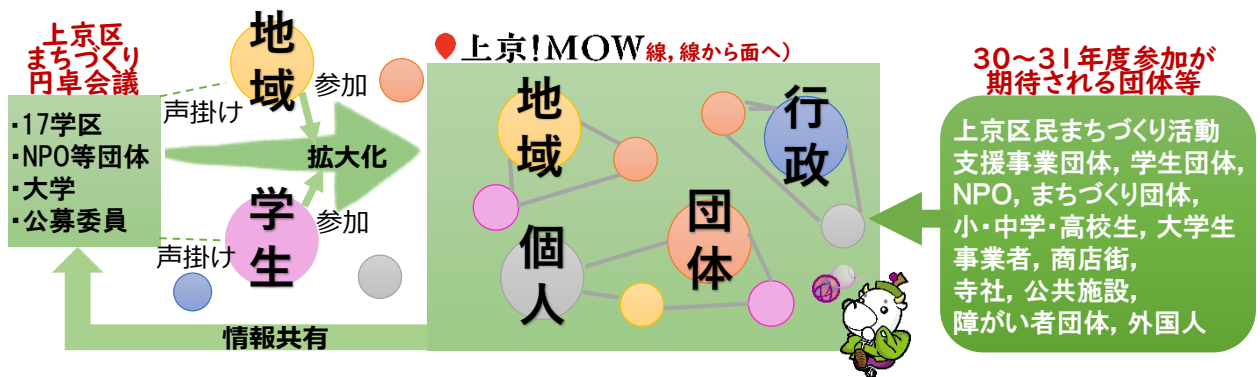 上京区
まちづくり
円卓会議
・17学区
・NPO等団体
・大学
・公募委員
地域
参加
声掛け
拡大化
学生
参加
声掛け
情報共有
上京!MOW線,線から面へ)
地域
行政
団体
個人
30～31年度参加が
期待される団体等
上京区民まちづくり活動
支援事業団体,学生団体,
NPO,まちづくり団体,
小・中学・高校生,大学生
事業者,商店街,
寺社,公共施設,
障がい者団体,外国人